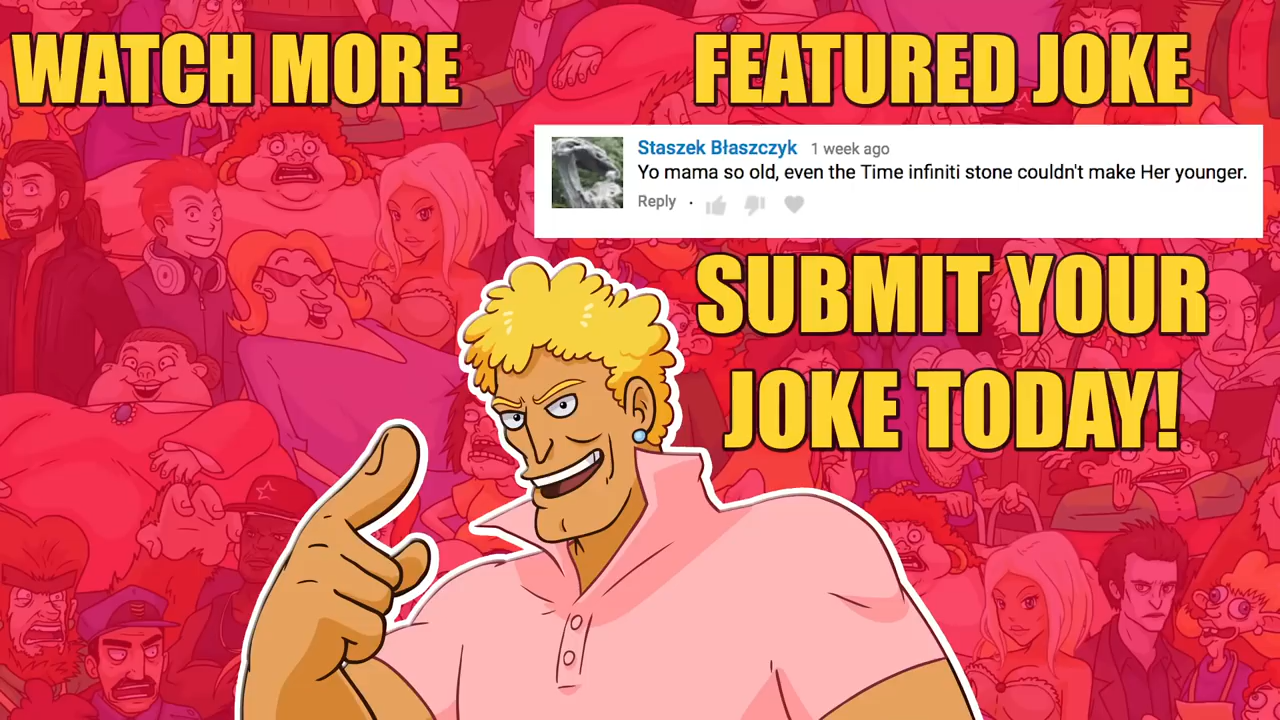 WATCH MORE
FEATURED JOKE
Staszek Błaszczyk 1 week ago
Yo mama so old, even the Time infiniti stone couldn't make Her younger.
Reply ·
SUBMIT YOUR
JOKE TODAY!